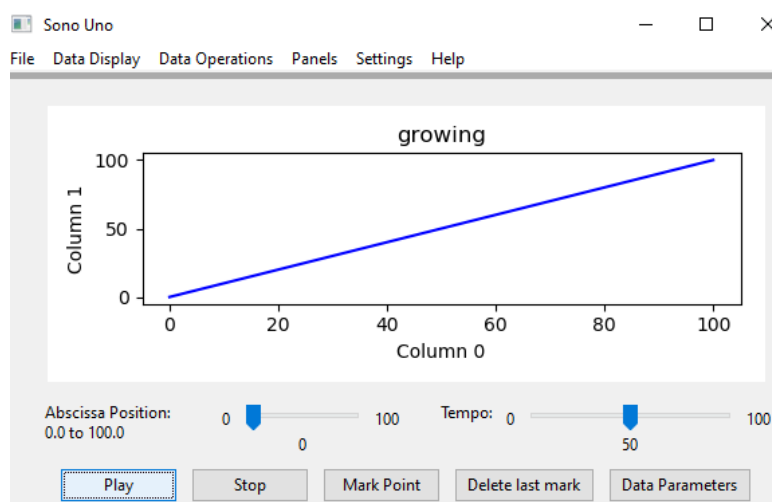 Sono Uno
File Data Display Data Operations Panels Settings Help
growing
Column 1
100
50
0
0 20 40 60 80 100
Column 0
Abscissa Position: 0 100 Tempo: 0 100
0.0 to 100.0
0 50
Play Stop Mark Point Delete last mark Data Parameters